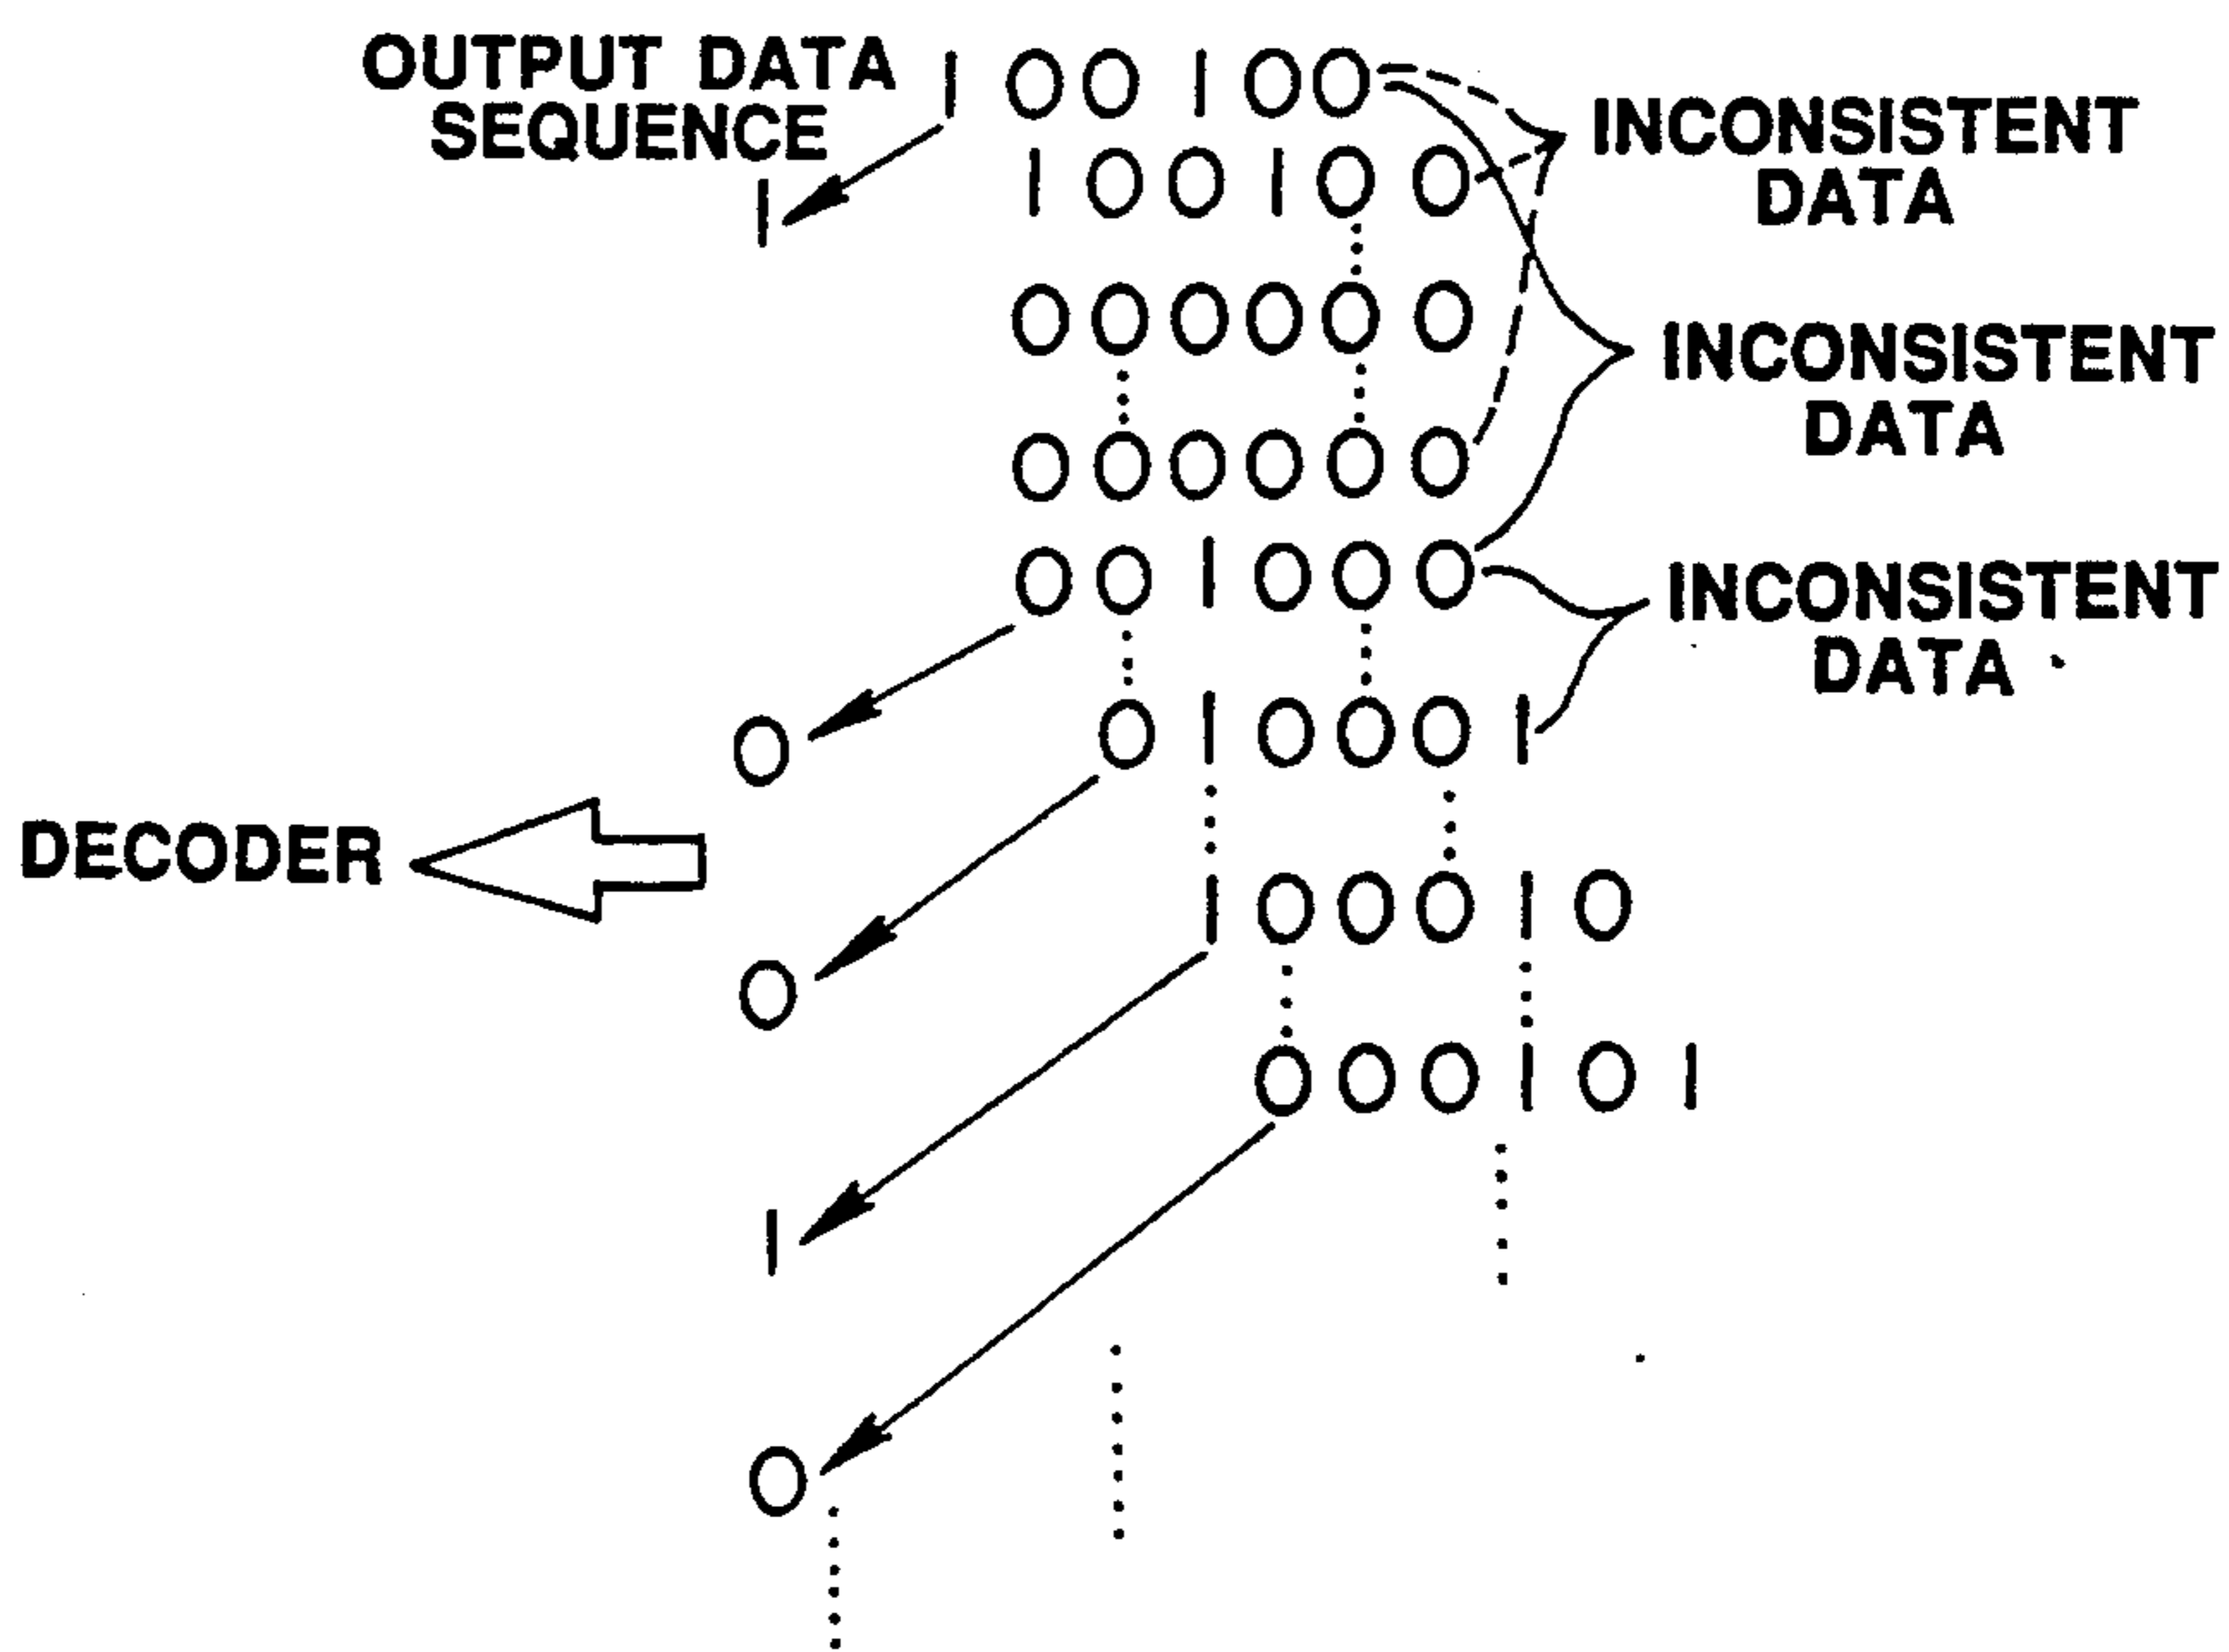 OUTPUT DATA
SEQUENCE
1 0 0 1 0 0
INCONSISTENT
DATA
1 0 0 1 0 0
1
0 0 0 0 0 0
INCONSISTENT
DATA
0 0 0 0 0 0
0 0 1 0 0 0
INCONSISTENT
DATA
0 1 0 0 0 1
0
DECODER
1 0 0 0 1 0
0
0 0 0 1 0 1
1
0